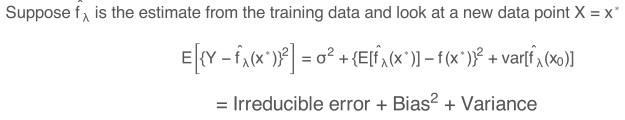 Suppose f̂ λ is the estimate from the training data and look at a new data point X = x*
E[{Y − f̂ λ(x*)}²] = σ² + {E[f̂ λ(x*)] − f(x*)}² + var[f̂ λ(x₀)]
= Irreducible error + Bias² + Variance